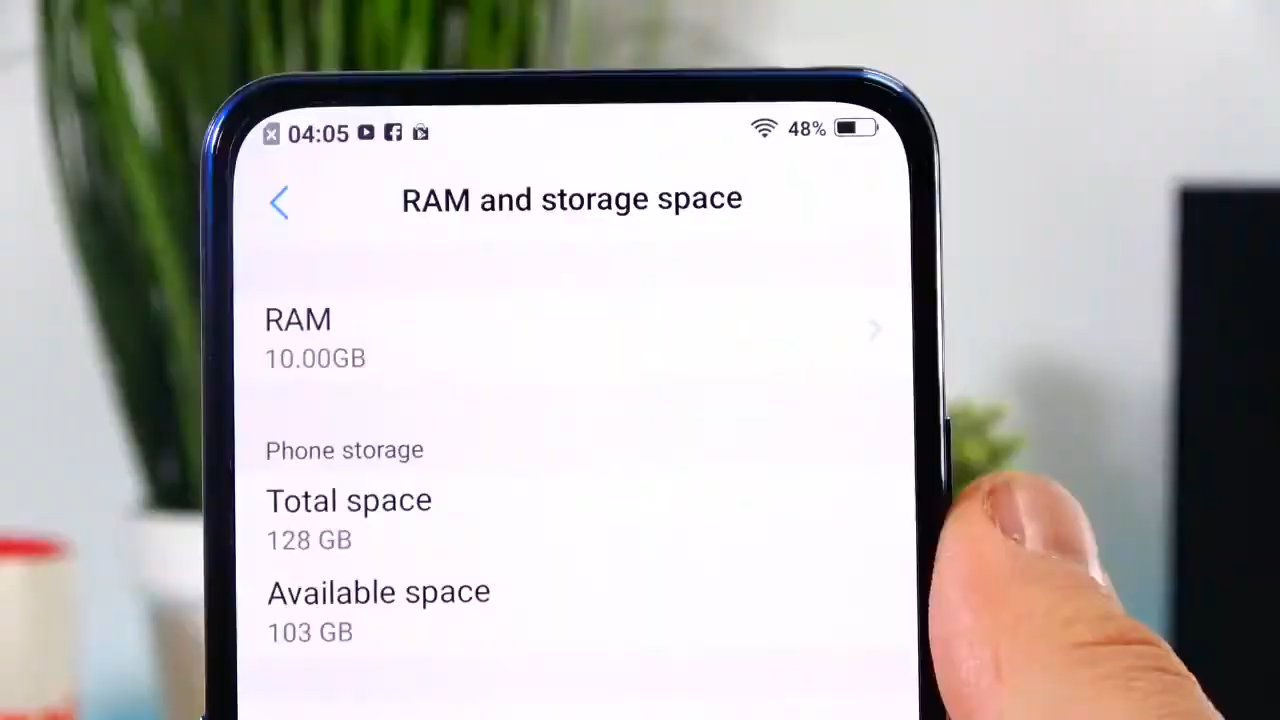 04:05 48%
RAM and storage space
RAM
10.00GB
Phone storage
Total space
128 GB
Available space
103 GB